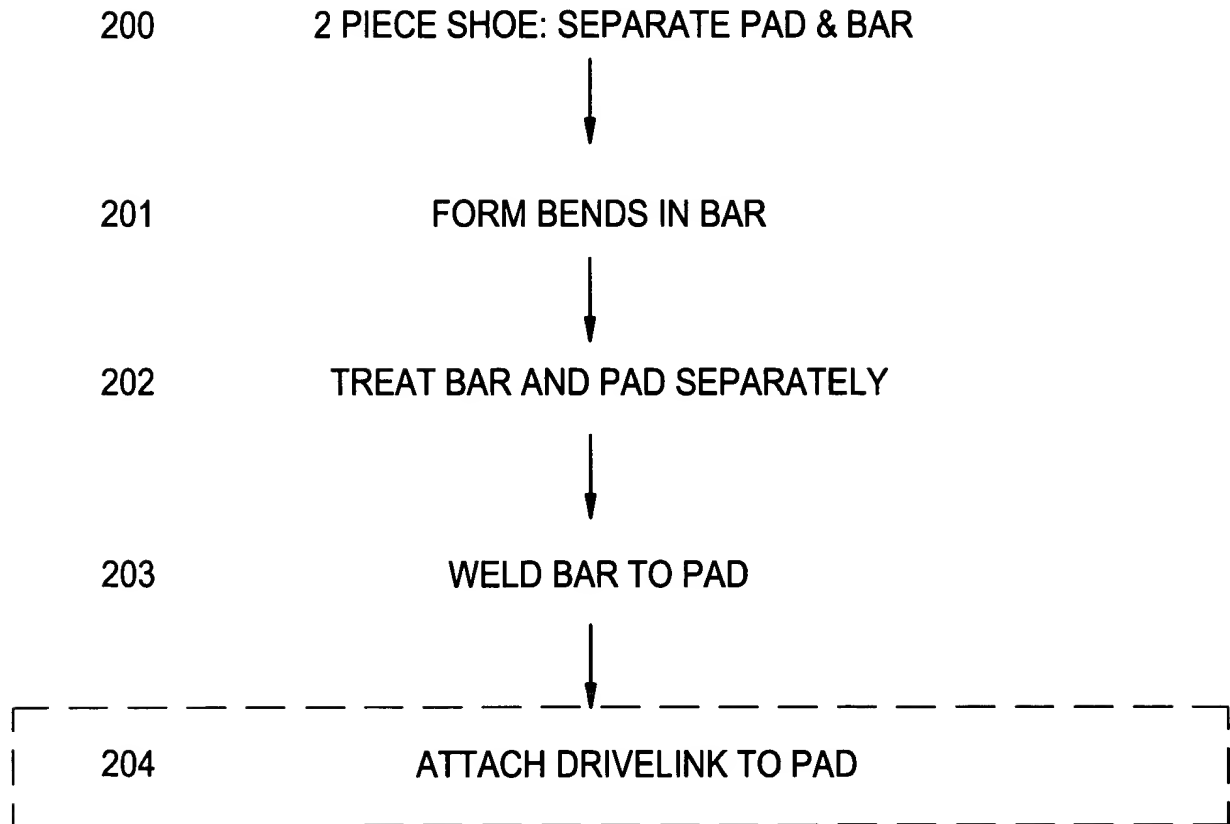 200 2 PIECE SHOE: SEPARATE PAD & BAR
201 FORM BENDS IN BAR
202 TREAT BAR AND PAD SEPARATELY
203 WELD BAR TO PAD
204 ATTACH DRIVELINK TO PAD